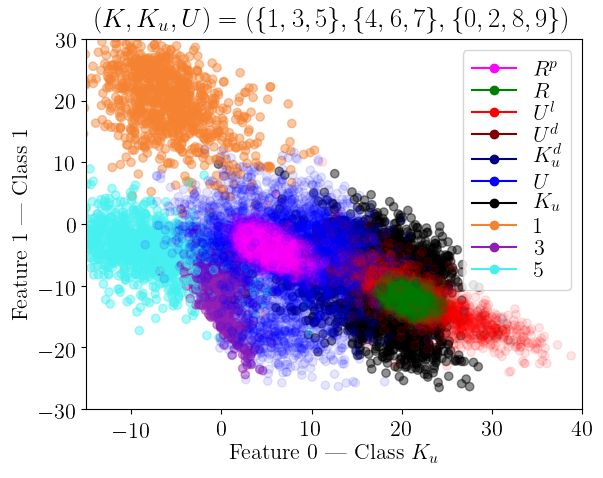 (K, K_u, U) = ({1, 3, 5}, {4, 6, 7}, {0, 2, 8, 9})
30
20
10
0
−10
−20
−30
−10
0
10
20
30
40
Feature 1 — Class 1
Feature 0 — Class K_u
R^p
R
U^l
U^d
K_u^d
U
K_u
1
3
5